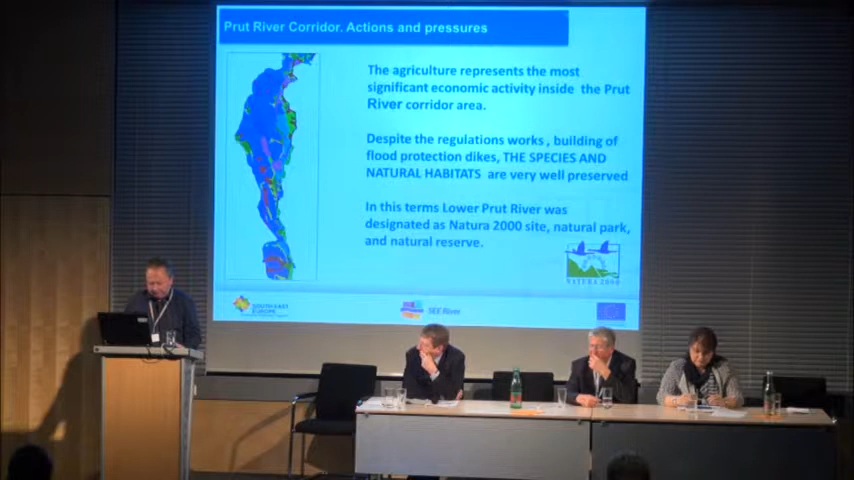 Prut River Corridor. Actions and pressures
The agriculture represents the most
significant economic activity inside the Prut
River corridor area.
Despite the regulations works , building of
flood protection dikes, THE SPECIES AND
NATURAL HABITATS are very well preserved
In this terms Lower Prut River was
designated as Natura 2000 site, natural park,
and natural reserve.
NATURA 2000
SOUTH EAST
EUROPE
SEE River